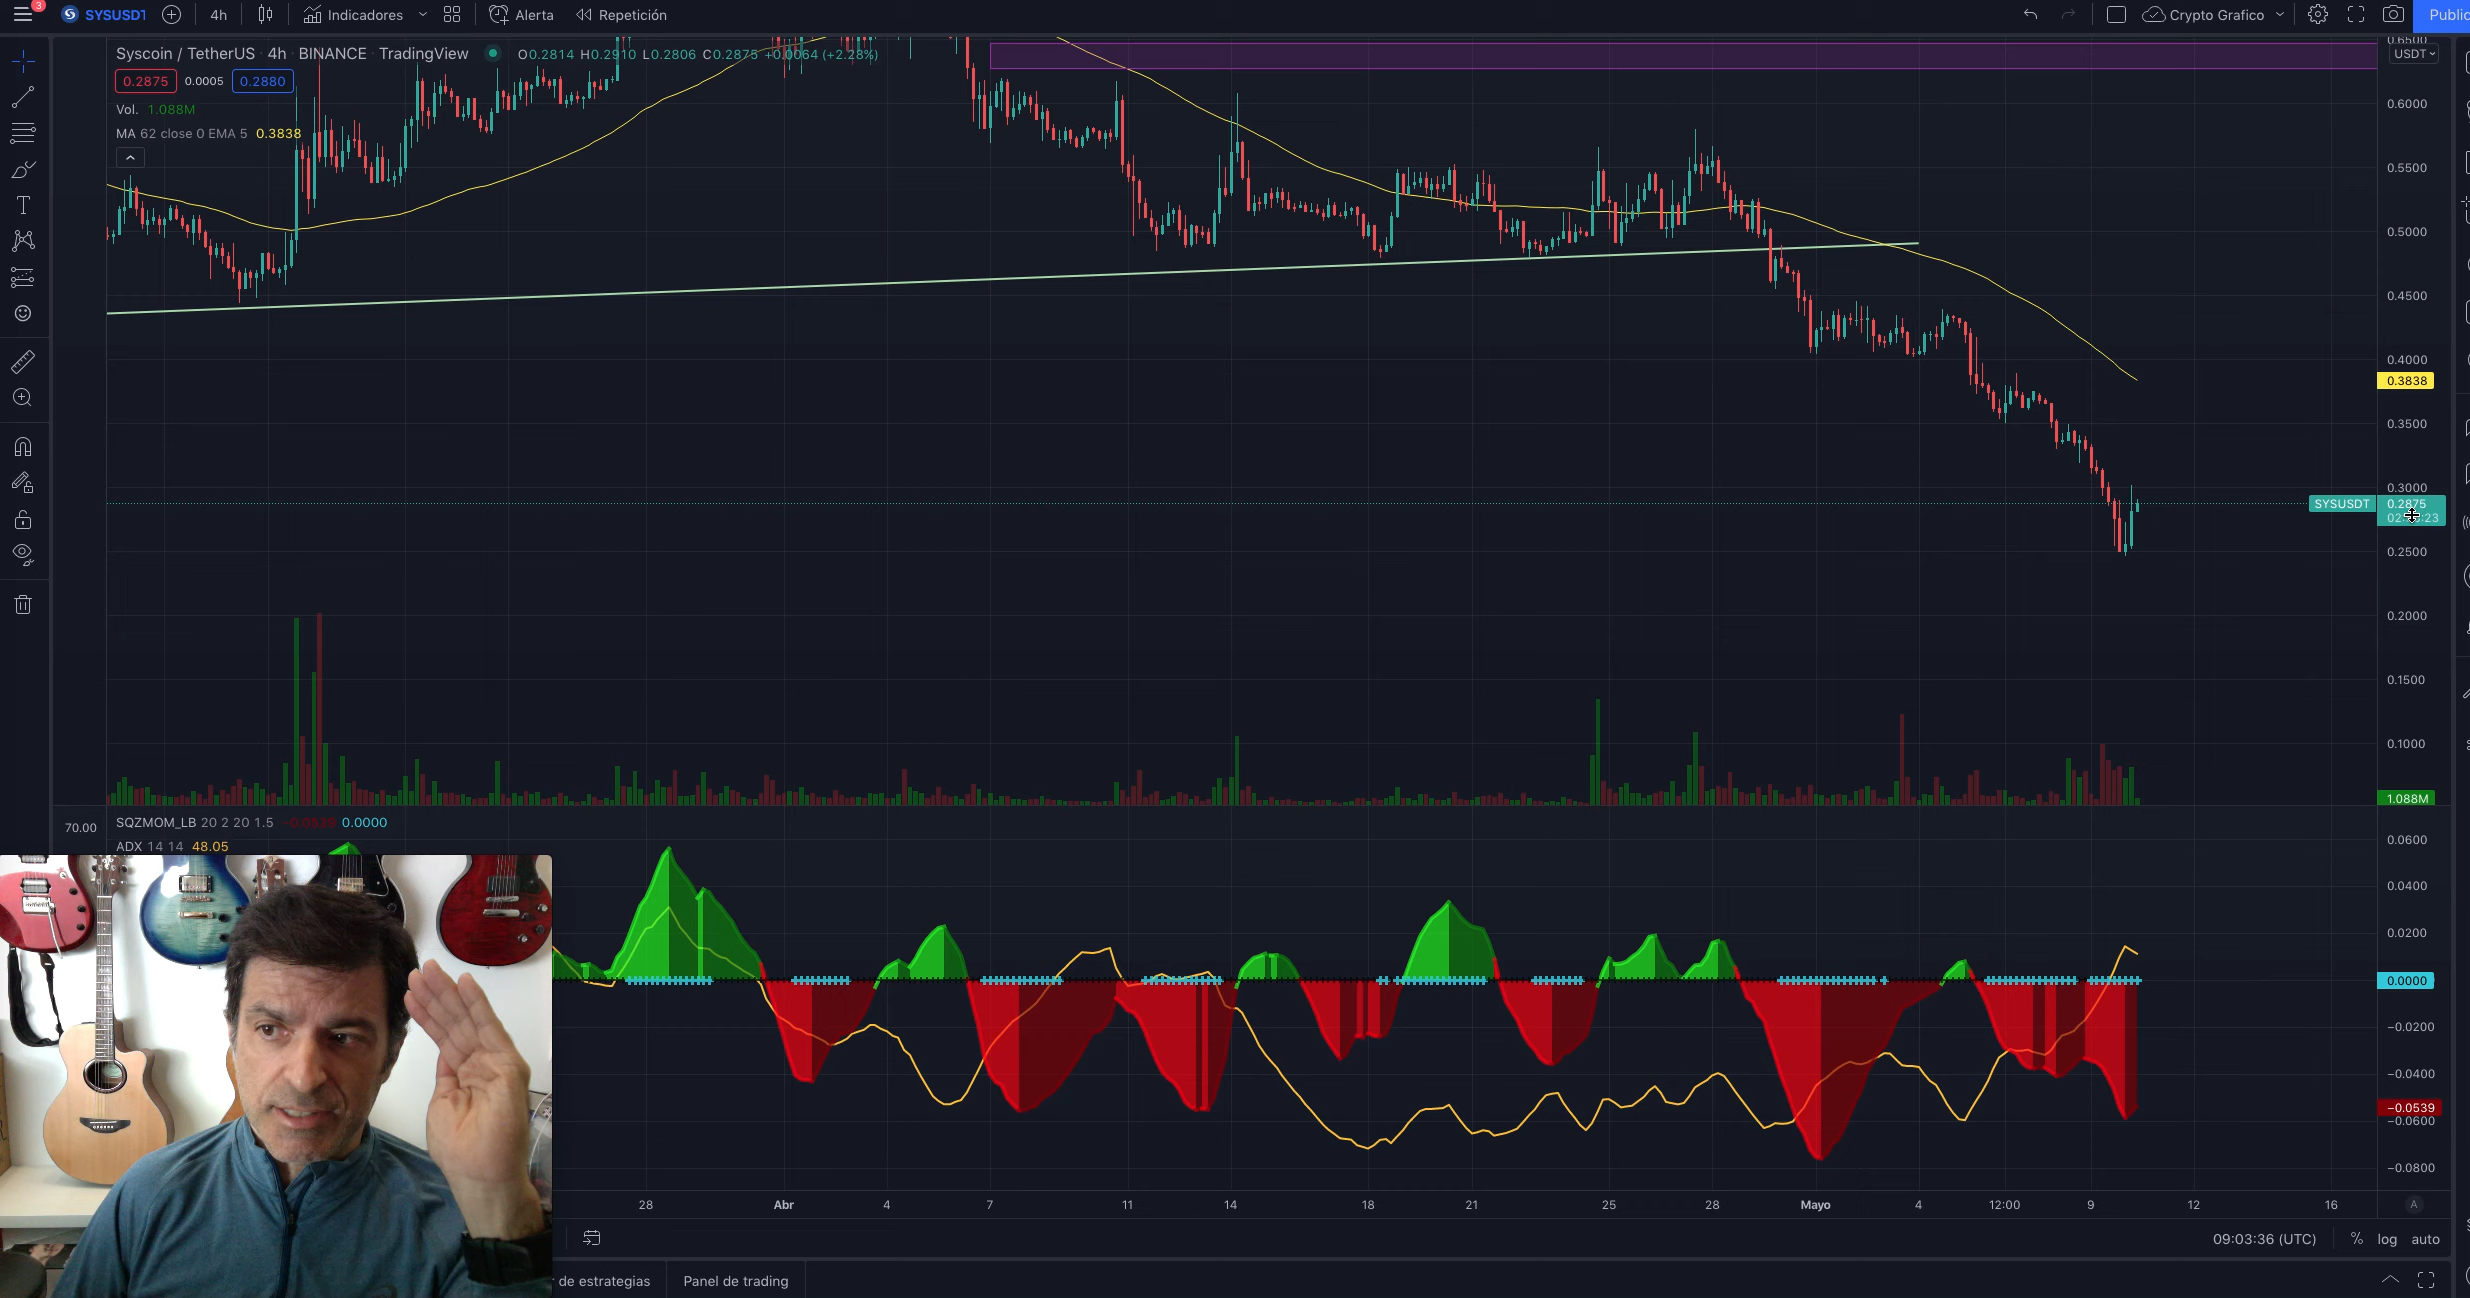 3 SYSUSDT 4h Indicadores Alerta Repetición Crypto Grafico Public
Syscoin / TetherUS · 4h · BINANCE · TradingView O0.2814 H0.2910 L0.2806 C0.2875 +0.0064 (+2.28%)
0.2875 0.0005 0.2880
Vol. 1.088M
MA 62 close 0 EMA 5 0.3838
0.6500
USDT
0.6000
0.5500
0.5000
0.4500
0.4000
0.3838
0.3500
0.3000
SYSUSDT 0.2875
0.2500
0.2000
0.1500
0.1000
1.088M
70.00 SQZMOM_LB 20 2 20 1.5 -0.0539 0.0000
ADX 14 14 48.05
0.0600
0.0400
0.0200
0.0000
−0.0200
−0.0400
−0.0539
−0.0600
−0.0800
28 Abr 4 7 11 14 18 21 25 28 Mayo 4 12:00 9 12 16 A
09:03:36 (UTC) % log auto
de estrategias Panel de trading